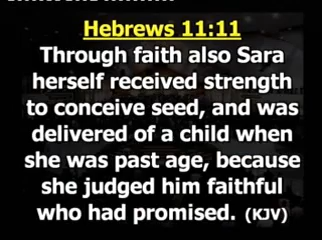 Hebrews 11:11
Through faith also Sara
herself received strength
to conceive seed, and was
delivered of a child when
she was past age, because
she judged him faithful
who had promised. (KJV)